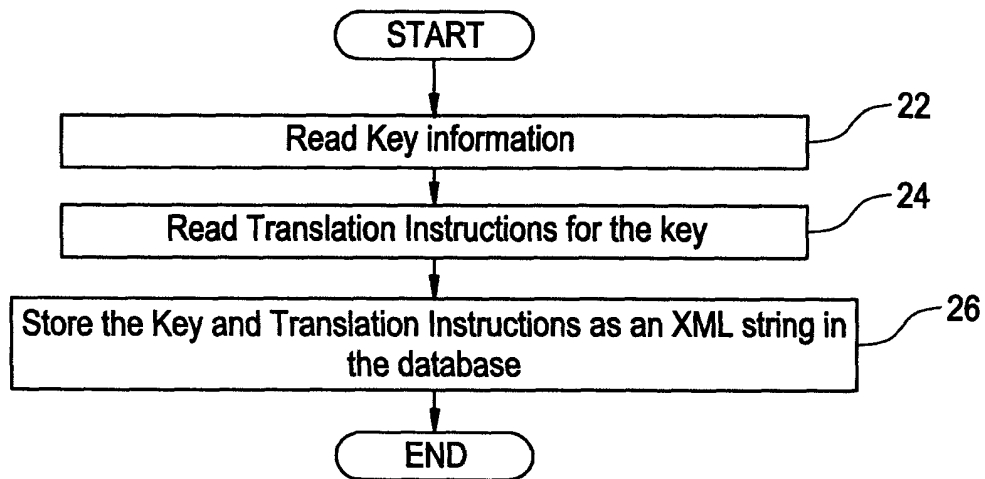 START
22
Read Key information
24
Read Translation Instructions for the key
26
Store the Key and Translation Instructions as an XML string in
the database
END